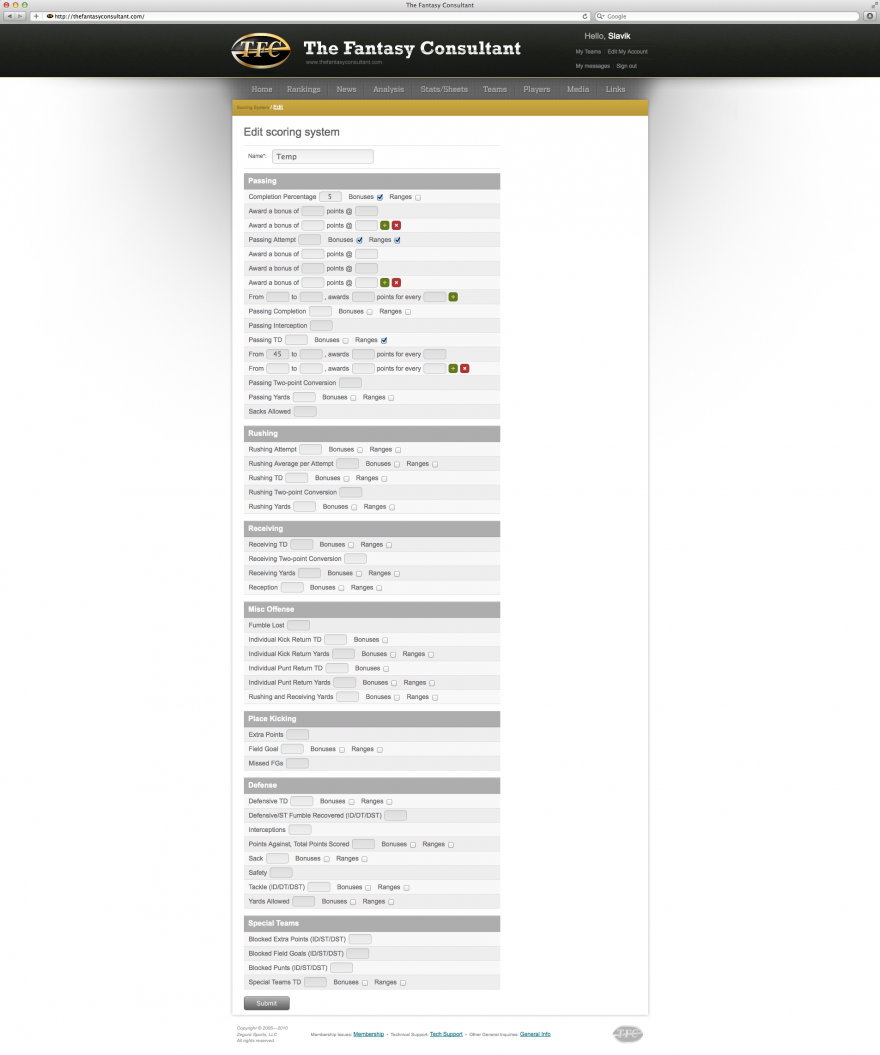 The Fantasy Consultant
http://thefantasyconsultant.com/
Google
TFC The Fantasy Consultant
www.thefantasyconsultant.com
Hello, Slavik
My Teams Edit My Account
My messages Sign out
Home Rankings News Analysis Stats/Sheets Teams Players Media Links
Scoring System / Edit
Edit scoring system
Name*: Temp
Passing
Completion Percentage 5 Bonuses Ranges
Award a bonus of points @
Award a bonus of points @
Passing Attempt Bonuses Ranges
Award a bonus of points @
Award a bonus of points @
Award a bonus of points @
From to , awards points for every
Passing Completion Bonuses Ranges
Passing Interception
Passing TD Bonuses Ranges
From 45 to , awards points for every
From to , awards points for every
Passing Two-point Conversion
Passing Yards Bonuses Ranges
Sacks Allowed
Rushing
Rushing Attempt Bonuses Ranges
Rushing Average per Attempt Bonuses Ranges
Rushing TD Bonuses Ranges
Rushing Two-point Conversion
Rushing Yards Bonuses Ranges
Receiving
Receiving TD Bonuses Ranges
Receiving Two-point Conversion
Receiving Yards Bonuses Ranges
Reception Bonuses Ranges
Misc Offense
Fumble Lost
Individual Kick Return TD Bonuses
Individual Kick Return Yards Bonuses Ranges
Individual Punt Return TD Bonuses
Individual Punt Return Yards Bonuses Ranges
Rushing and Receiving Yards Bonuses Ranges
Place Kicking
Extra Points
Field Goal Bonuses Ranges
Missed FGs
Defense
Defensive TD Bonuses Ranges
Defensive/ST Fumble Recovered (ID/DT/DST)
Interceptions
Points Against, Total Points Scored Bonuses Ranges
Sack Bonuses Ranges
Safety
Tackle (ID/DT/DST) Bonuses Ranges
Yards Allowed Bonuses Ranges
Special Teams
Blocked Extra Points (ID/ST/DST)
Blocked Field Goals (ID/ST/DST)
Blocked Punts (ID/ST/DST)
Special Teams TD Bonuses Ranges
Submit
Copyright © 2009—2010
Sports, LLC
All rights reserved.
Membership Issues: Membership • Technical Support: Tech Support • Other General Inquiries: General Info
TFC